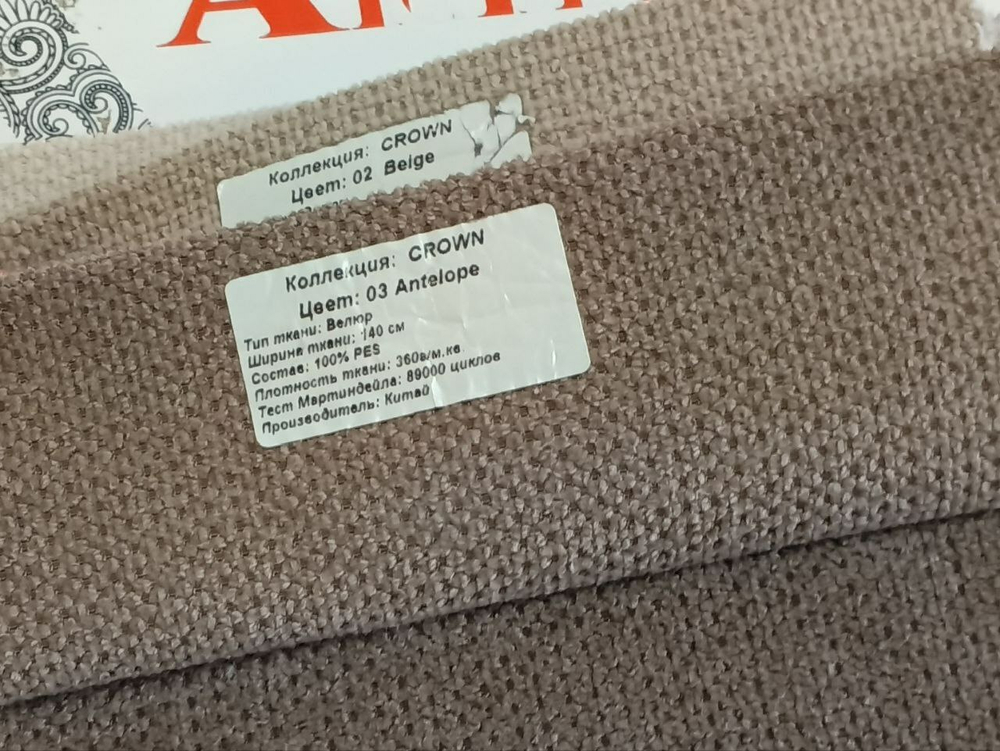 Коллекция: CROWN
Цвет: 02 Beige
Коллекция: CROWN
Цвет: 03 Antelope
Тип ткани: Велюр
Ширина ткани: 140 см
Состав: 100% PES
Плотность ткани: 360г/м.кв.
Тест Мартиндейла: 89000 циклов
Производитель: Китай